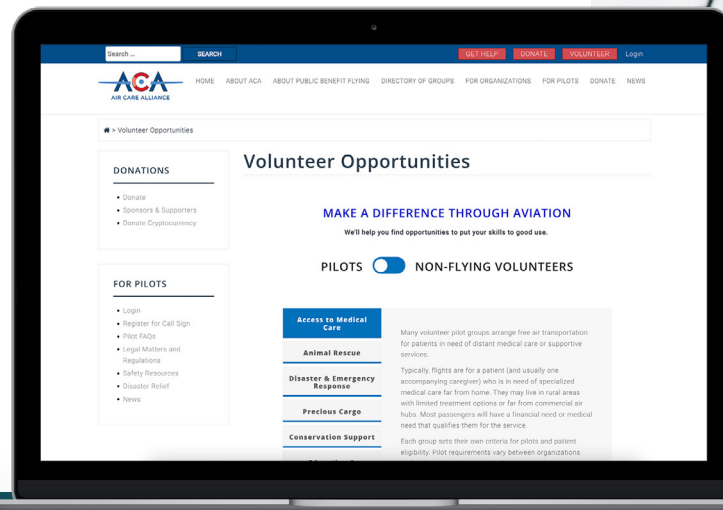 Search ...
SEARCH
GET HELP
DONATE
VOLUNTEER
Login
ACA
AIR CARE ALLIANCE
HOME
ABOUT ACA
ABOUT PUBLIC BENEFIT FLYING
DIRECTORY OF GROUPS
FOR ORGANIZATIONS
FOR PILOTS
DONATE
NEWS
> Volunteer Opportunities
DONATIONS
Donate
Sponsors & Supporters
Donate Cryptocurrency
FOR PILOTS
Login
Register for Call Sign
Pilot FAQs
Legal Matters and
Regulations
Safety Resources
Disaster Relief
News
Volunteer Opportunities
MAKE A DIFFERENCE THROUGH AVIATION
We'll help you find opportunities to put your skills to good use.
PILOTS
NON-FLYING VOLUNTEERS
Access to Medical
Care
Animal Rescue
Disaster & Emergency
Response
Precious Cargo
Conservation Support
Many volunteer pilot groups arrange free air transportation
for patients in need of distant medical care or supportive
services.
Typically, flights are for a patient (and usually one
accompanying caregiver) who is in need of specialized
medical care far from home. They may live in rural areas
with limited treatment options or far from commercial air
hubs. Most passengers will have a financial need or medical
need that qualifies them for the service.
Each group sets their own criteria for pilots and patient
eligibility. Pilot requirements vary between organizations